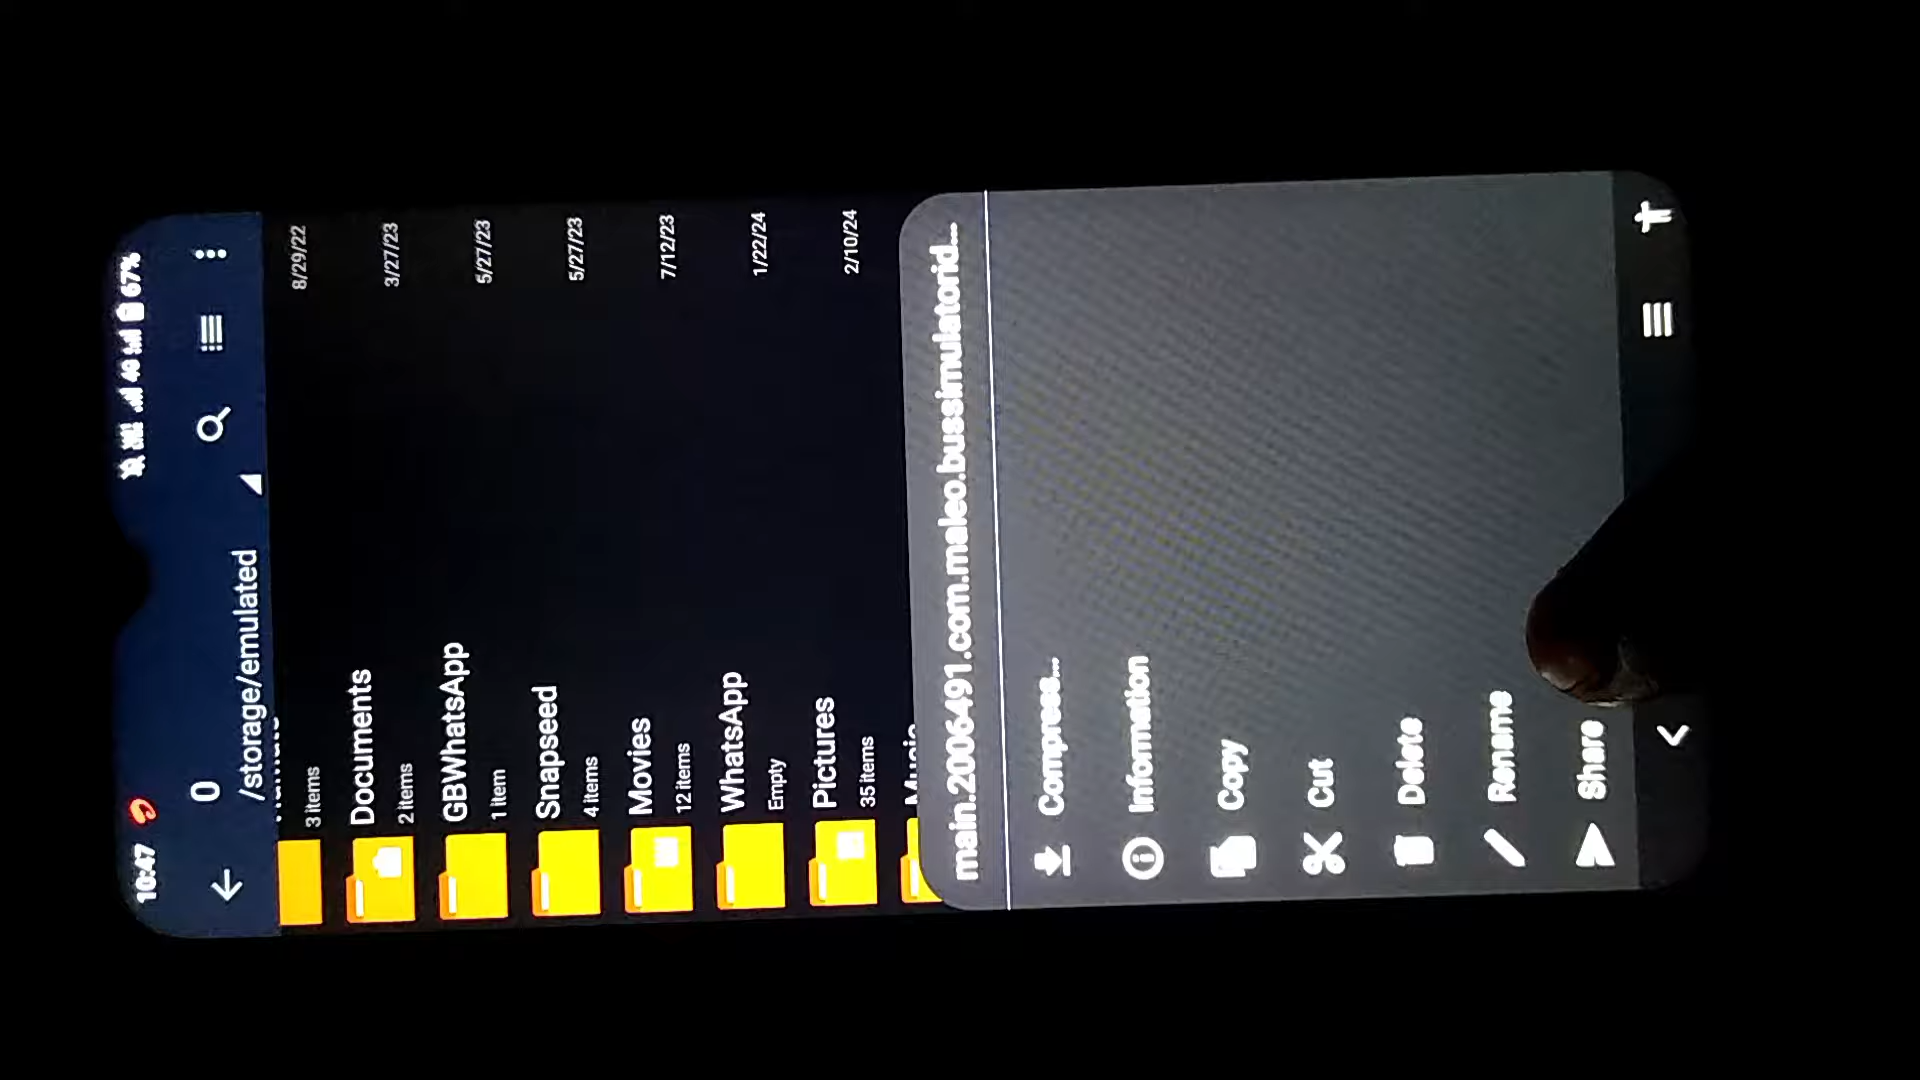 10:47
4G
67%
0
/storage/emulated
3 items
8/29/22
Documents
2 items
3/27/23
GBWhatsApp
1 item
5/27/23
Snapseed
4 items
5/27/23
Movies
12 items
7/12/23
WhatsApp
Empty
1/22/24
Pictures
35 items
2/10/24
main.2006491.com.maleo.bussimulatorid...
Compress...
Information
Copy
Cut
Delete
Rename
Share